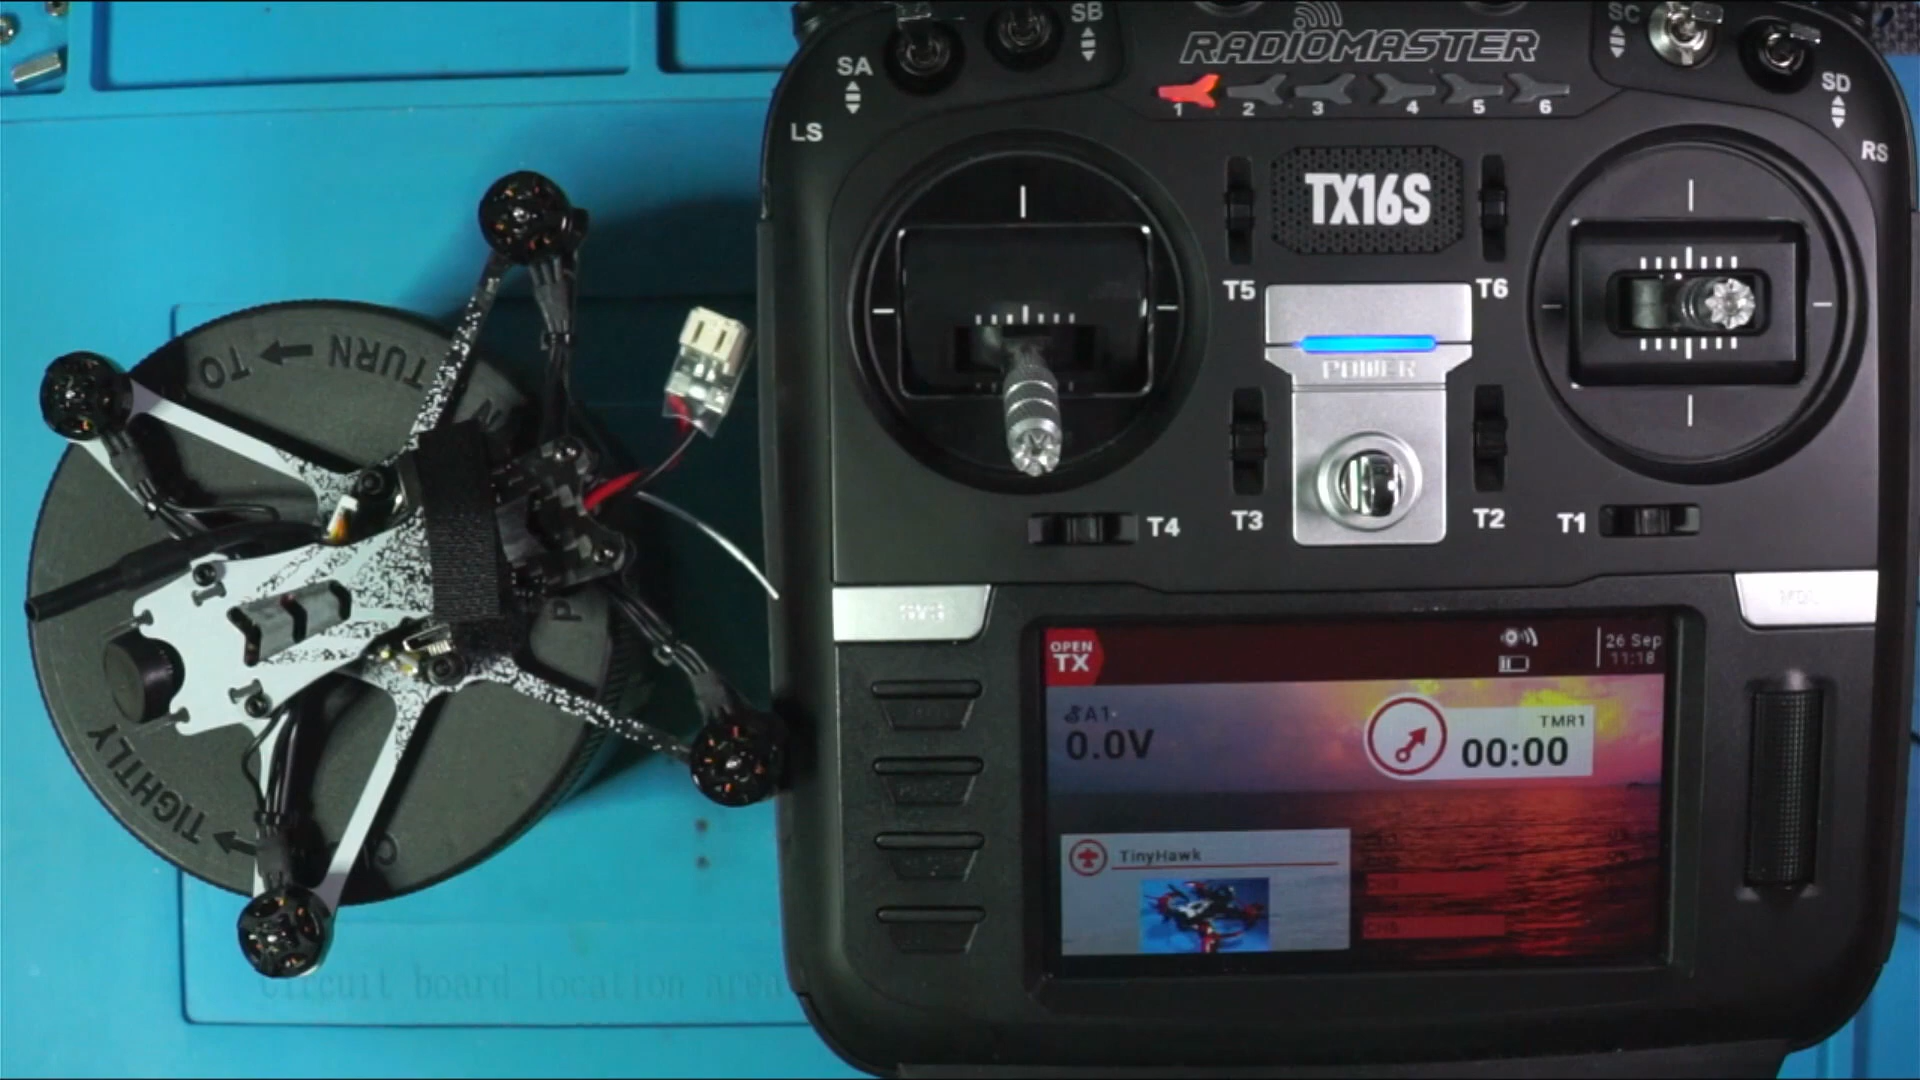 SB
SC
RADIOMASTER
SA
SD
1 2 3 4 5 6
LS
RS
TX16S
T5
T6
POWER
TURN TO
T3
T2
T4
T1
SYS
MDL
OPEN
TX
26 Sep
11:18
A1
0.0V
TMR1
00:00
TinyHawk
TIGHTLY
Circuit board location area